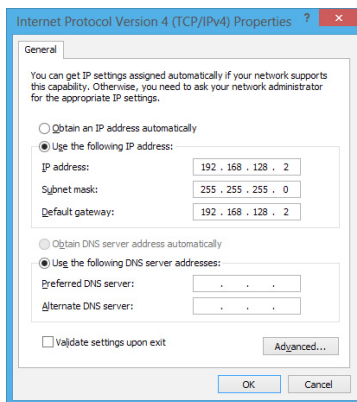 Internet Protocol Version 4 (TCP/IPv4) Properties ? ×
General
You can get IP settings assigned automatically if your network supports
this capability. Otherwise, you need to ask your network administrator
for the appropriate IP settings.
Obtain an IP address automatically
Use the following IP address:
IP address: 192 . 168 . 128 . 2
Subnet mask: 255 . 255 . 255 . 0
Default gateway: 192 . 168 . 128 . 2
Obtain DNS server address automatically
Use the following DNS server addresses:
Preferred DNS server: . . .
Alternate DNS server: . . .
Validate settings upon exit
Advanced...
OK Cancel